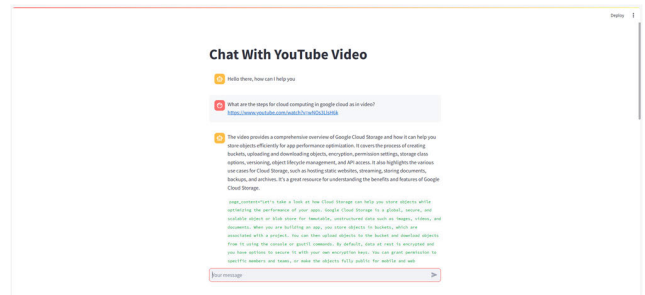 Deploy
Chat With YouTube Video
Hello there, how can I help you
What are the steps for cloud computing in google cloud as in video?
The video provides a comprehensive overview of Google Cloud Storage and how it can help you
store objects efficiently for app performance optimization. It covers the process of creating
buckets, uploading and downloading objects, encryption, permission settings, storage class
options, versioning, object lifecycle management, and API access. It also highlights the various
use cases for Cloud Storage, such as hosting static websites, streaming, storing documents,
backups, and archives. It's a great resource for understanding the benefits and features of Google
Cloud Storage.
page_content="Let's take a look at how Cloud Storage can help you store objects while
optimizing the performance of your apps. Google Cloud Storage is a global, secure, and
scalable object or blob store for immutable, unstructured data such as images, videos, and
documents. When you are building an app, you store objects in buckets, which are
associated with a project. You can then upload objects to the bucket and download objects
from it using the console or gsutil commands. By default, data at rest is encrypted and
you have options to secure it with your own encryption keys. You can grant permission to
specific members and teams, or make the objects fully public for mobile and web
Your message